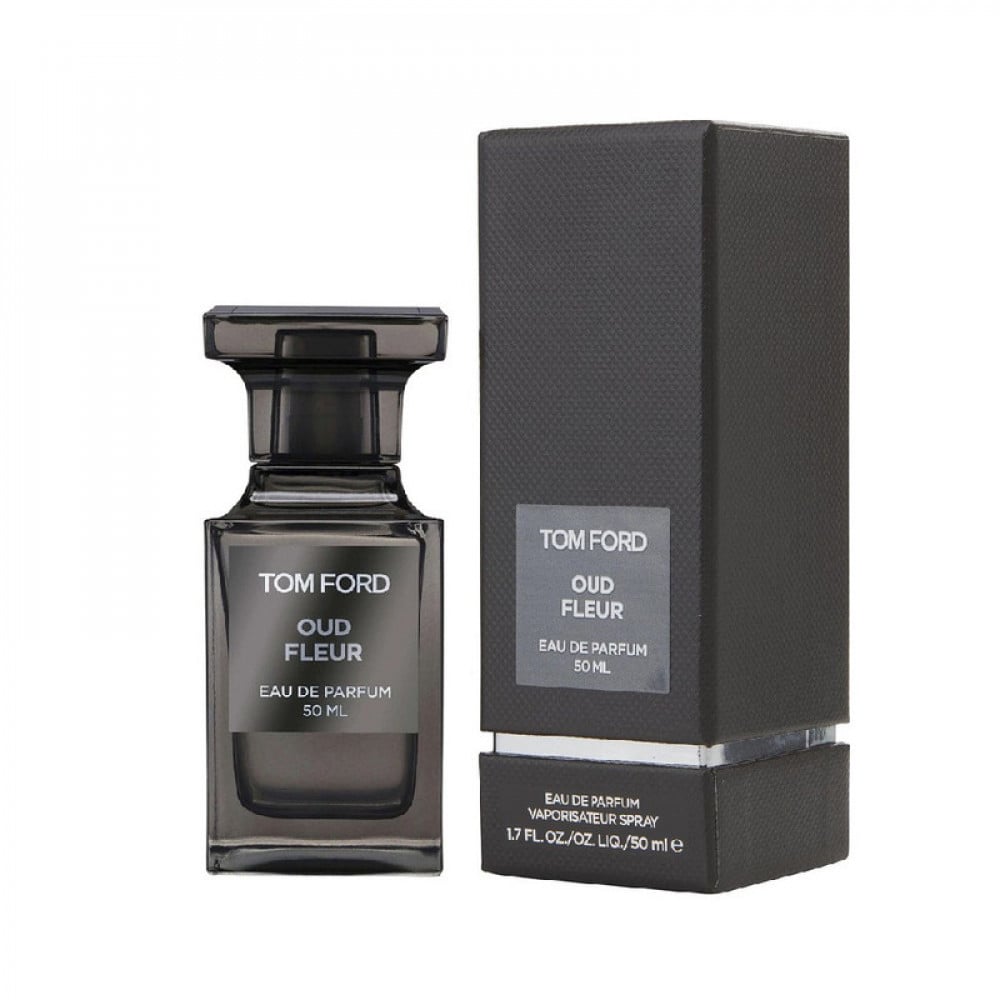 TOM FORD
OUD
FLEUR
EAU DE PARFUM
50 ML
TOM FORD
OUD
FLEUR
EAU DE PARFUM
50 ML
EAU DE PARFUM
VAPORISATEUR SPRAY
1.7 FL. OZ./OZ. LIQ./50 ml e